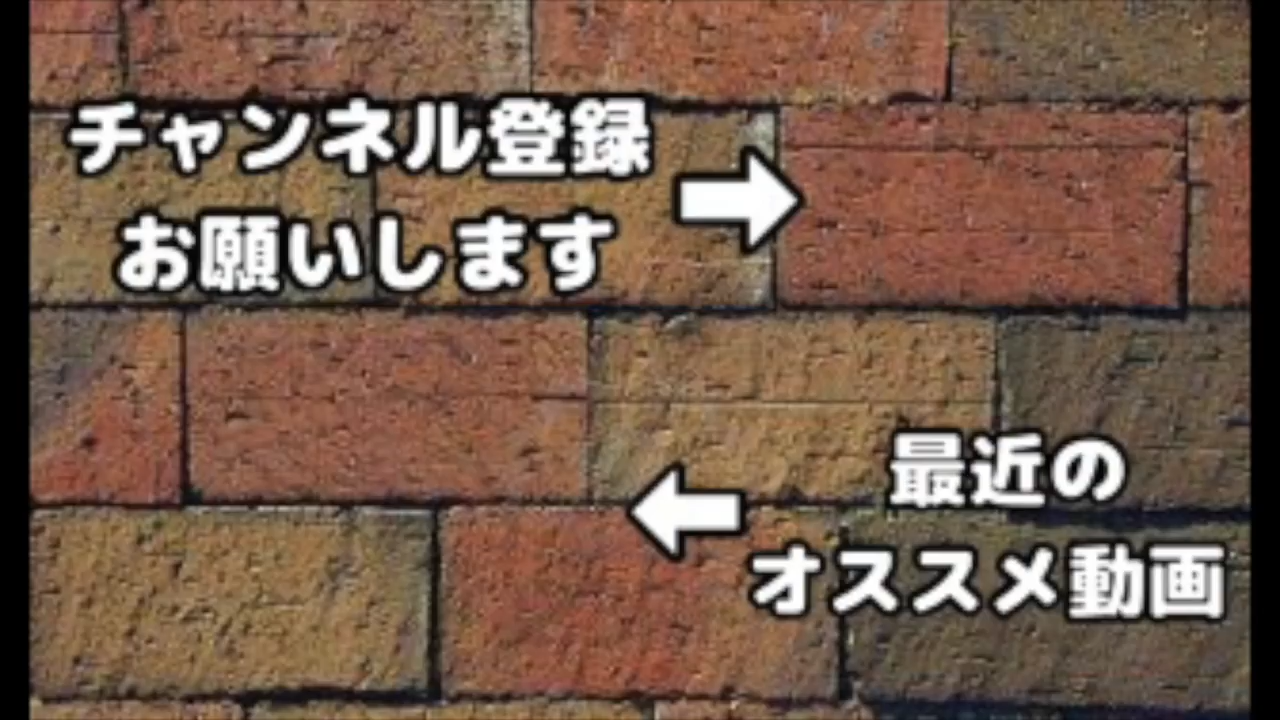 チャンネル登録
お願いします
最近の
オススメ動画